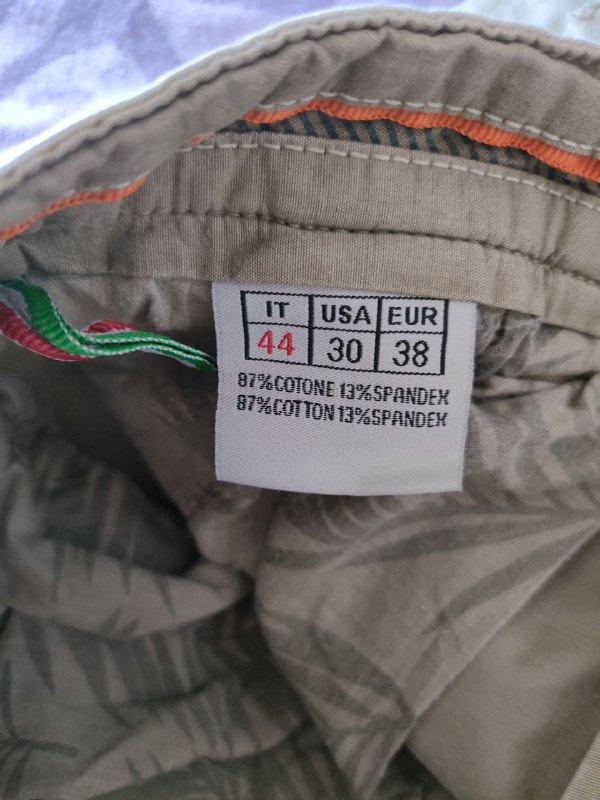 IT USA EUR
44 30 38
87%COTONE 13%SPANDEX
87%COTTON 13%SPANDEX